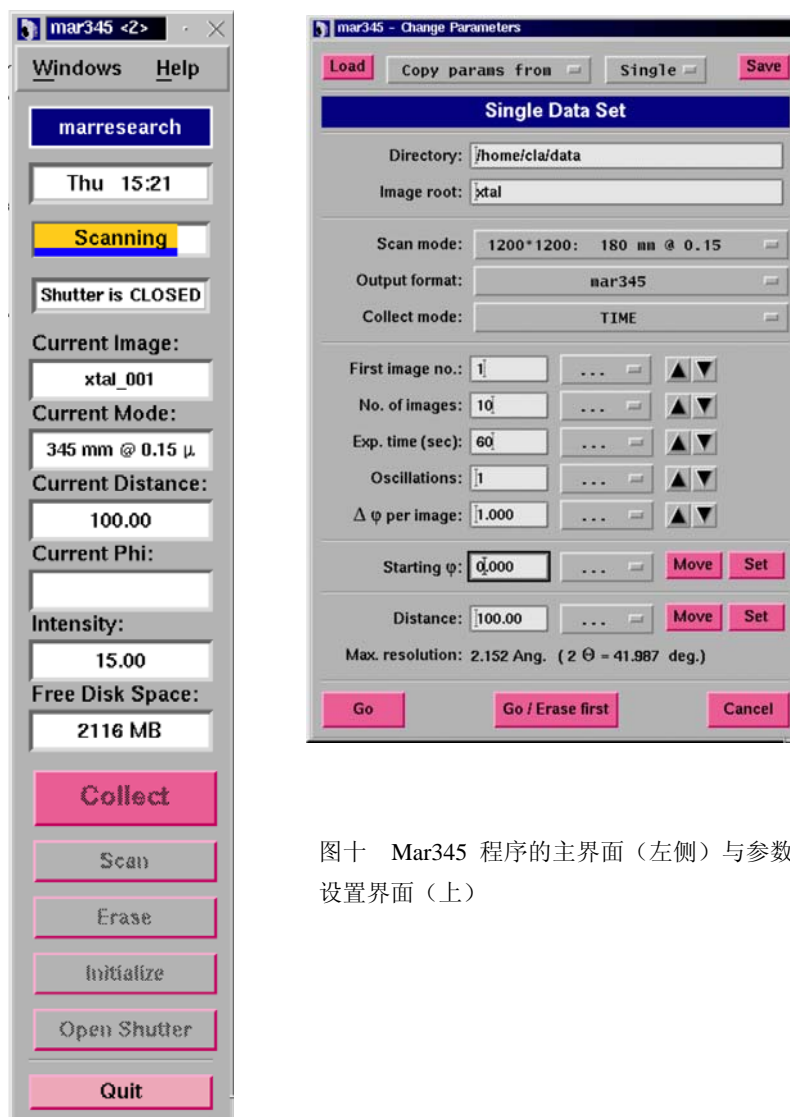 mar345 <2>
Windows Help
marresearch
Thu 15:21
Scanning
Shutter is CLOSED
Current Image:
xtal_001
Current Mode:
345 mm @ 0.15 μ
Current Distance:
100.00
Current Phi:
Intensity:
15.00
Free Disk Space:
2116 MB
Collect
Scan
Erase
Initialize
Open Shutter
Quit
mar345 - Change Parameters
Load Copy params from Single Save
Single Data Set
Directory: /home/cla/data
Image root: xtal
Scan mode: 1200*1200: 180 mm @ 0.15
Output format: mar345
Collect mode: TIME
First image no.: 1 ...
No. of images: 10 ...
Exp. time (sec): 60 ...
Oscillations: 1 ...
Δ φ per image: 1.000 ...
Starting φ: 0.000 ... Move Set
Distance: 100.00 ... Move Set
Max. resolution: 2.152 Ang. ( 2 Θ = 41.987 deg.)
Go Go / Erase first Cancel
图十 Mar345 程序的主界面（左侧）与参数
设置界面（上）